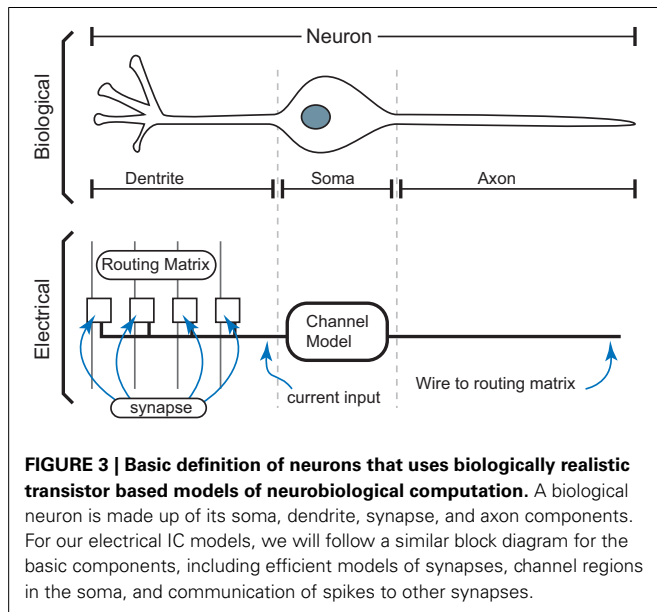 Neuron
Biological
Dentrite
Soma
Axon
Electrical
Routing Matrix
Channel
Model
synapse
current input
Wire to routing matrix
FIGURE 3 | Basic definition of neurons that uses biologically realistic
transistor based models of neurobiological computation. A biological
neuron is made up of its soma, dendrite, synapse, and axon components.
For our electrical IC models, we will follow a similar block diagram for the
basic components, including efficient models of synapses, channel regions
in the soma, and communication of spikes to other synapses.